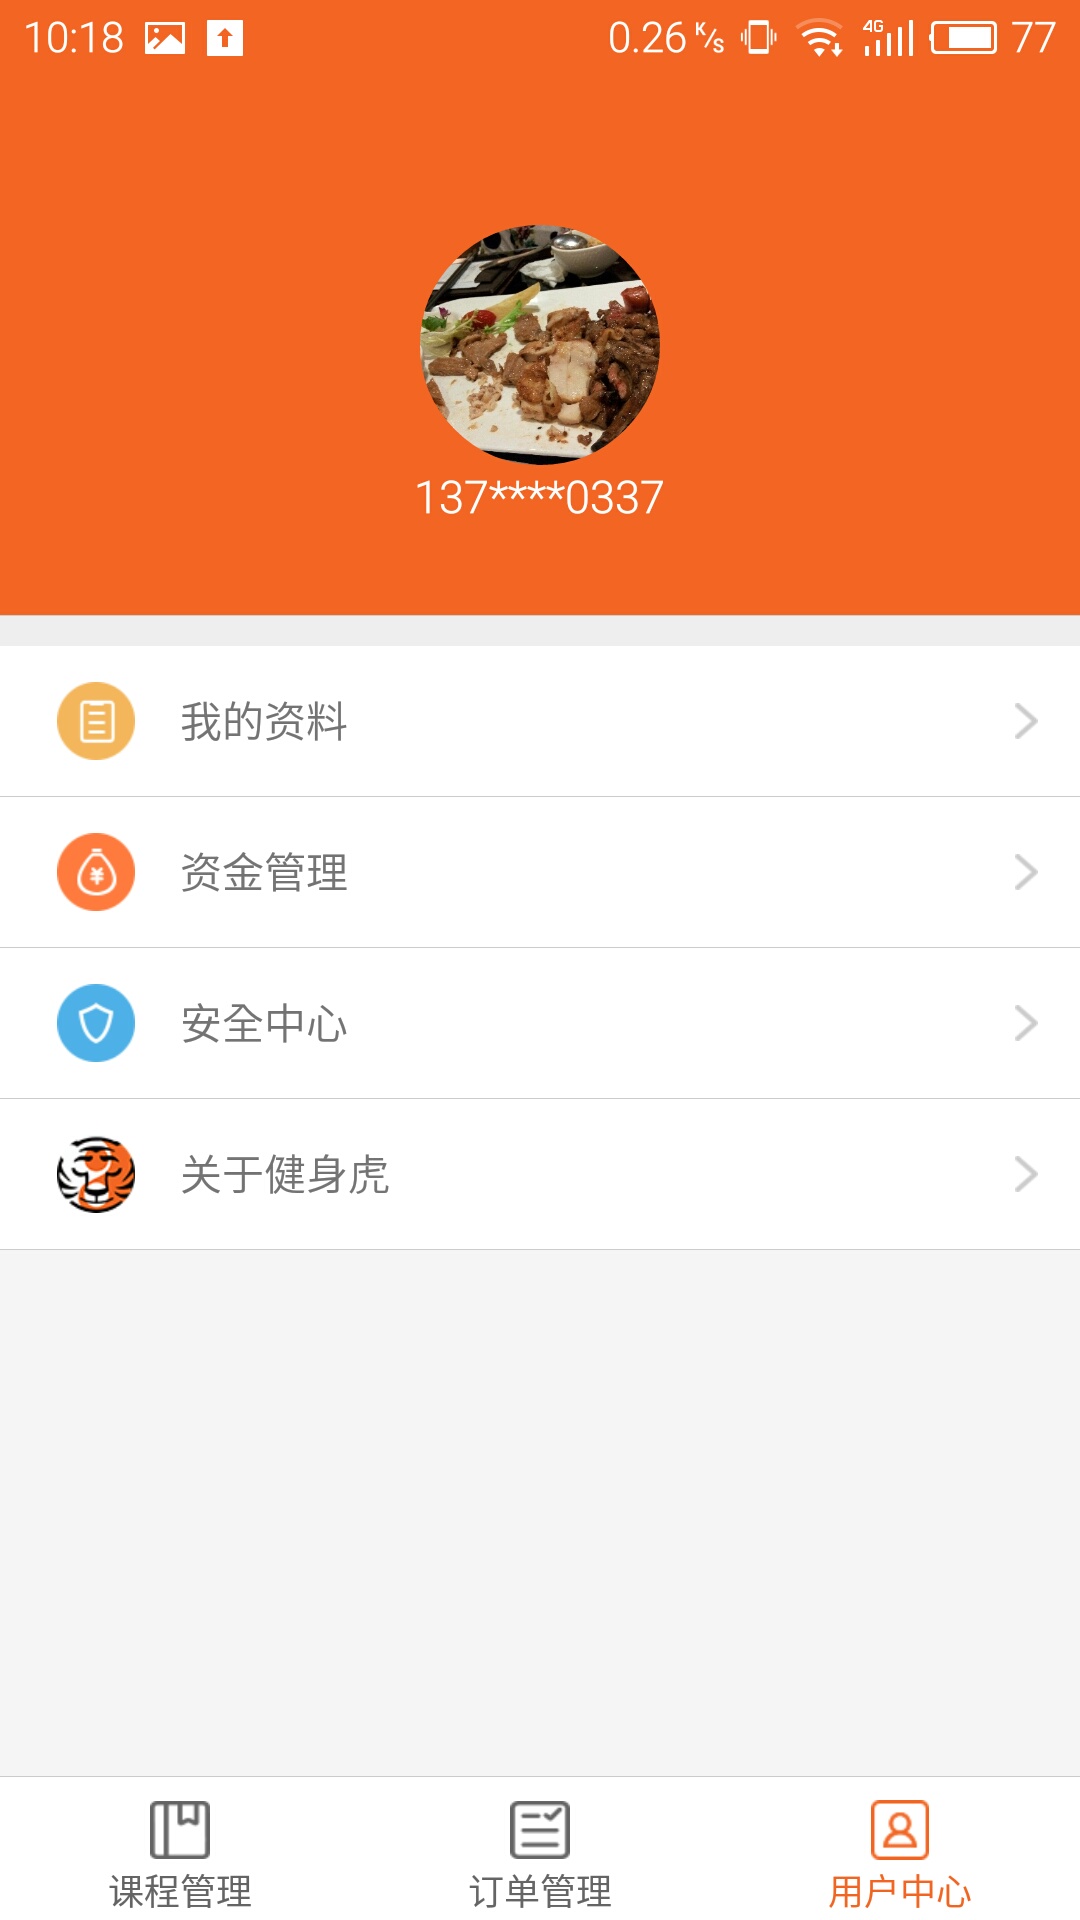 10:18 0.26 K/s 4G 77
137****0337
我的资料
资金管理
安全中心
关于健身虎
课程管理 订单管理 用户中心